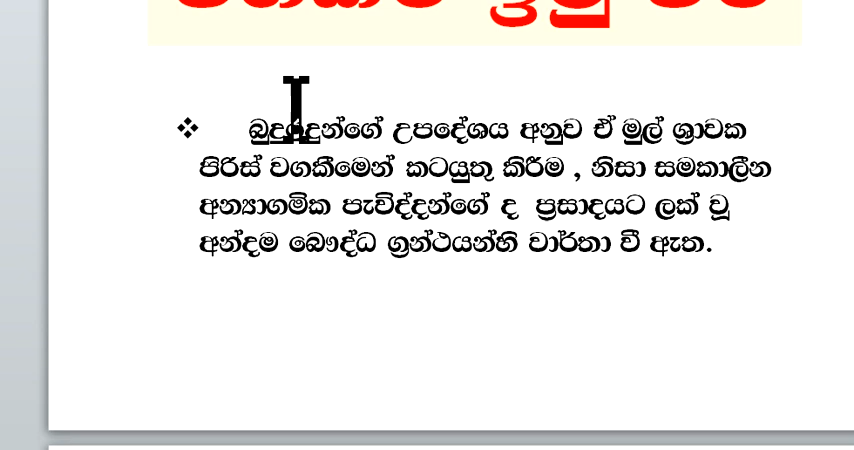 ❖ බුදුරදුන්ගේ උපදේශය අනුව ඒ මුල් ශ්‍රාවක
පිරිස් වගකීමෙන් කටයුතු කිරීම , නිසා සමකාලීන
අන්‍යාගමික පැවිද්දන්ගේ ද ප්‍රසාදයට ලක් වූ
අන්දම බෞද්ධ ග්‍රන්ථයන්හි වාර්තා වී ඇත.